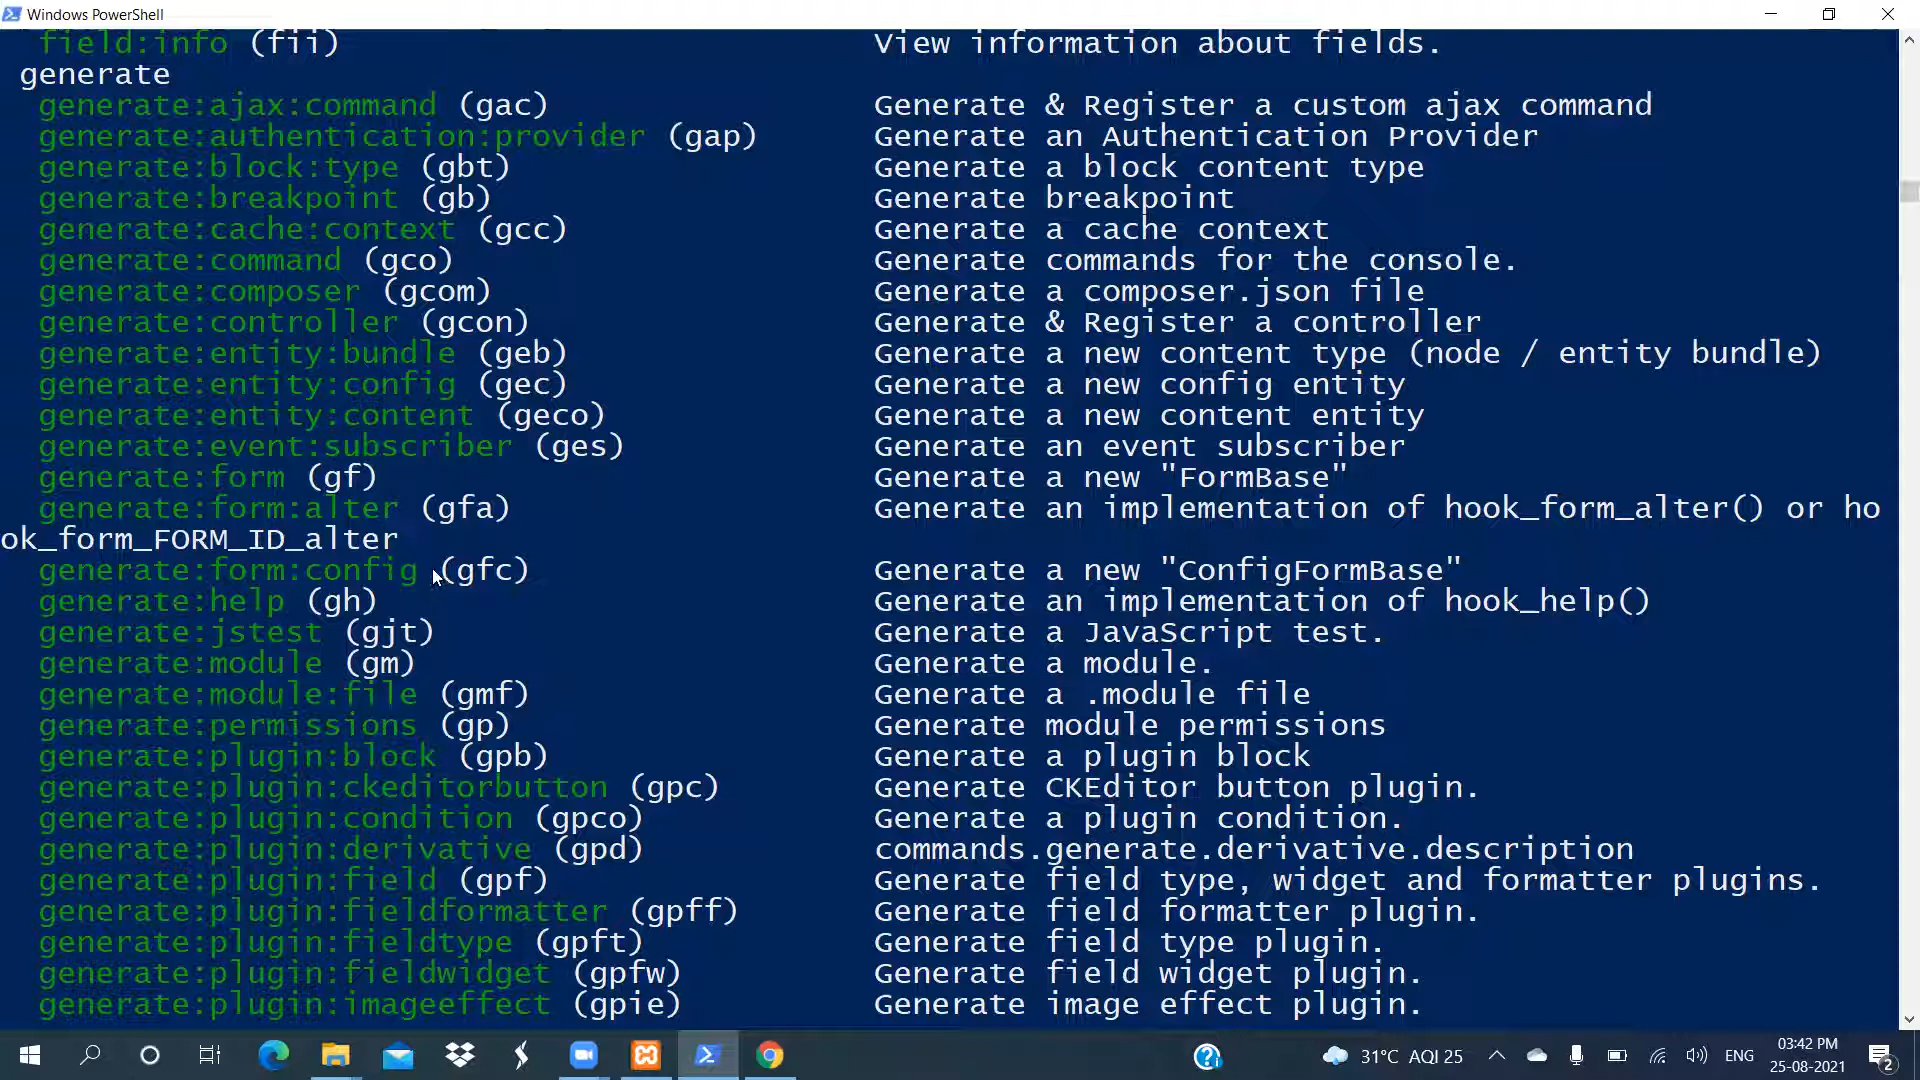 Windows PowerShell
field:info (fii) View information about fields.
generate
generate:ajax:command (gac) Generate & Register a custom ajax command
generate:authentication:provider (gap) Generate an Authentication Provider
generate:block:type (gbt) Generate a block content type
generate:breakpoint (gb) Generate breakpoint
generate:cache:context (gcc) Generate a cache context
generate:command (gco) Generate commands for the console.
generate:composer (gcom) Generate a composer.json file
generate:controller (gcon) Generate & Register a controller
generate:entity:bundle (geb) Generate a new content type (node / entity bundle)
generate:entity:config (gec) Generate a new config entity
generate:entity:content (geco) Generate a new content entity
generate:event:subscriber (ges) Generate an event subscriber
generate:form (gf) Generate a new "FormBase"
generate:form:alter (gfa) Generate an implementation of hook_form_alter() or ho
ok_form_FORM_ID_alter
generate:form:config (gfc) Generate a new "ConfigFormBase"
generate:help (gh) Generate an implementation of hook_help()
generate:jstest (gjt) Generate a JavaScript test.
generate:module (gm) Generate a module.
generate:module:file (gmf) Generate a .module file
generate:permissions (gp) Generate module permissions
generate:plugin:block (gpb) Generate a plugin block
generate:plugin:ckeditorbutton (gpc) Generate CKEditor button plugin.
generate:plugin:condition (gpco) Generate a plugin condition.
generate:plugin:derivative (gpd) commands.generate.derivative.description
generate:plugin:field (gpf) Generate field type, widget and formatter plugins.
generate:plugin:fieldformatter (gpff) Generate field formatter plugin.
generate:plugin:fieldtype (gpft) Generate field type plugin.
generate:plugin:fieldwidget (gpfw) Generate field widget plugin.
generate:plugin:imageeffect (gpie) Generate image effect plugin.
31°C AQI 25 ENG 03:42 PM
25-08-2021 2